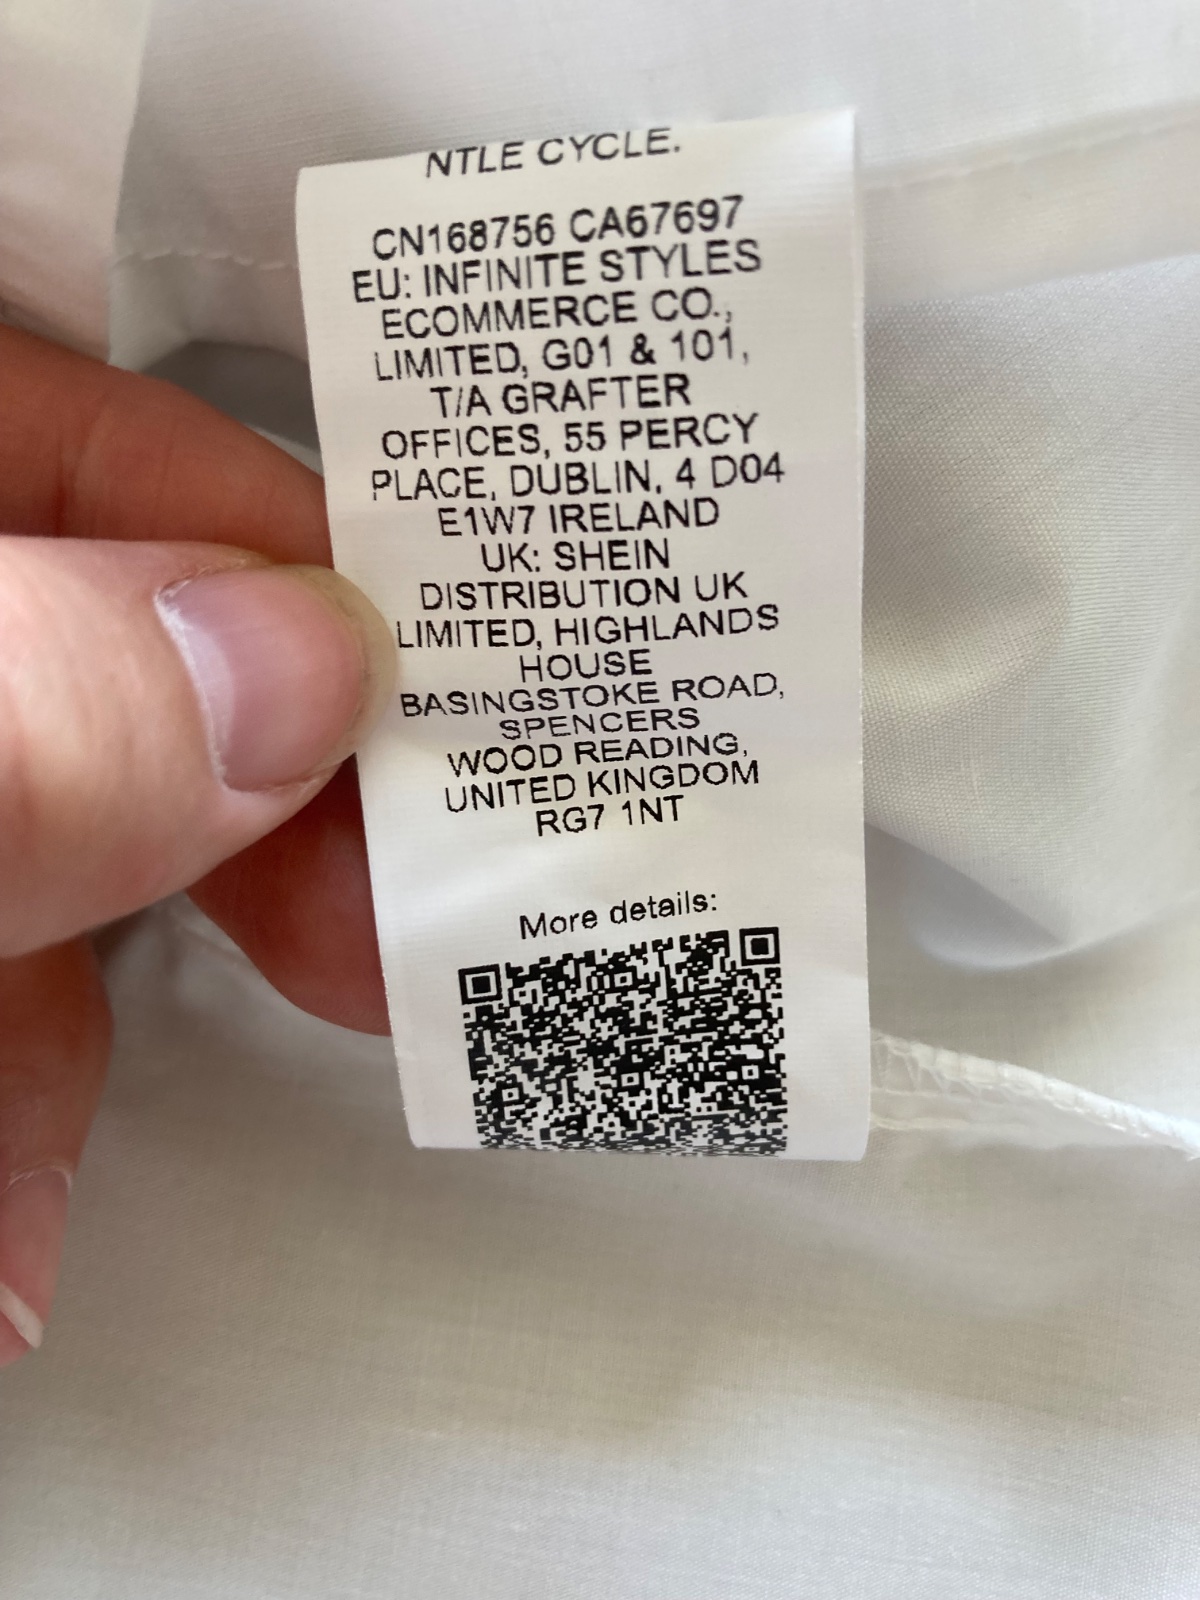 NTLE CYCLE.
CN168756 CA67697
EU: INFINITE STYLES
ECOMMERCE CO.,
LIMITED, G01 & 101,
T/A GRAFTER
OFFICES, 55 PERCY
PLACE, DUBLIN, 4 D04
E1W7 IRELAND
UK: SHEIN
DISTRIBUTION UK
LIMITED, HIGHLANDS
HOUSE
BASINGSTOKE ROAD,
SPENCERS
WOOD READING,
UNITED KINGDOM
RG7 1NT
More details: